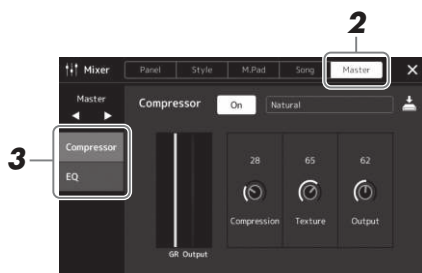 2
Mixer
Panel Style M.Pad Song Master
Master
Compressor On Natural
3
Compressor
EQ
28 65 62
Compression Texture Output
GR Output